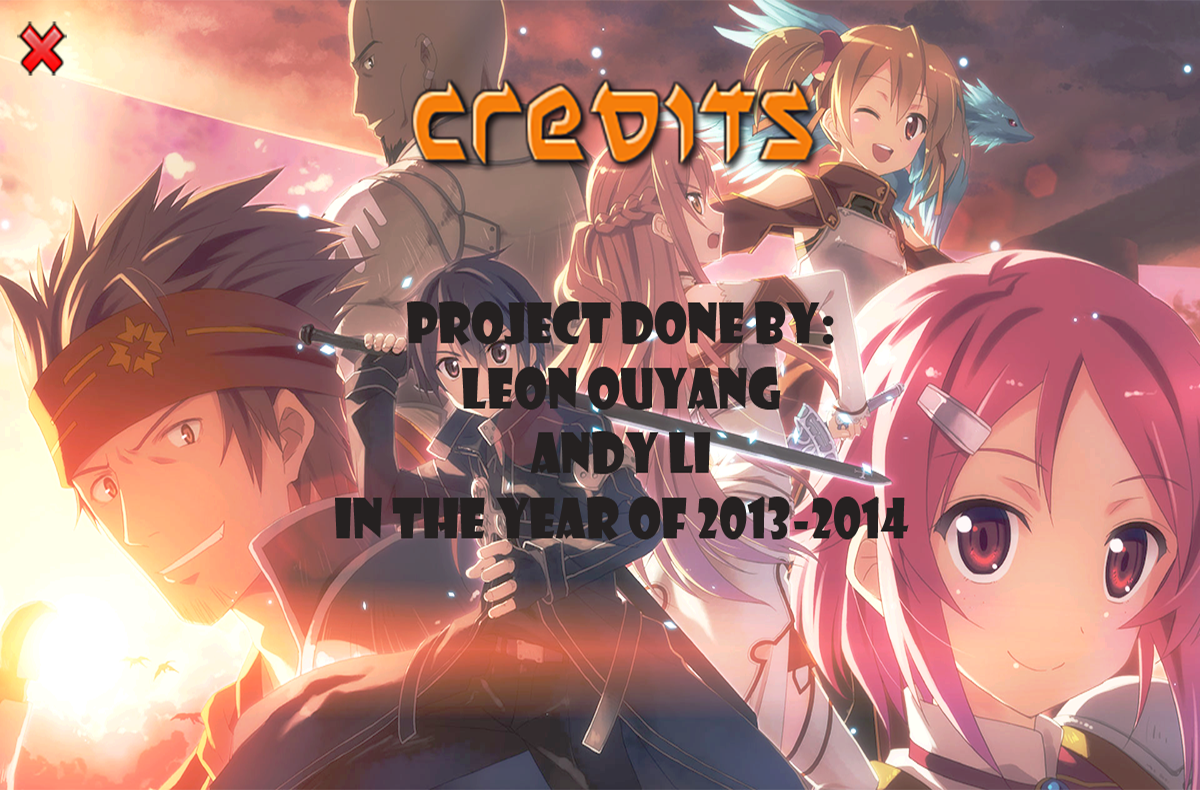 CREDITS
PROJECT DONE BY:
LEON OUYANG
ANDY LI
IN THE YEAR OF 2013-2014